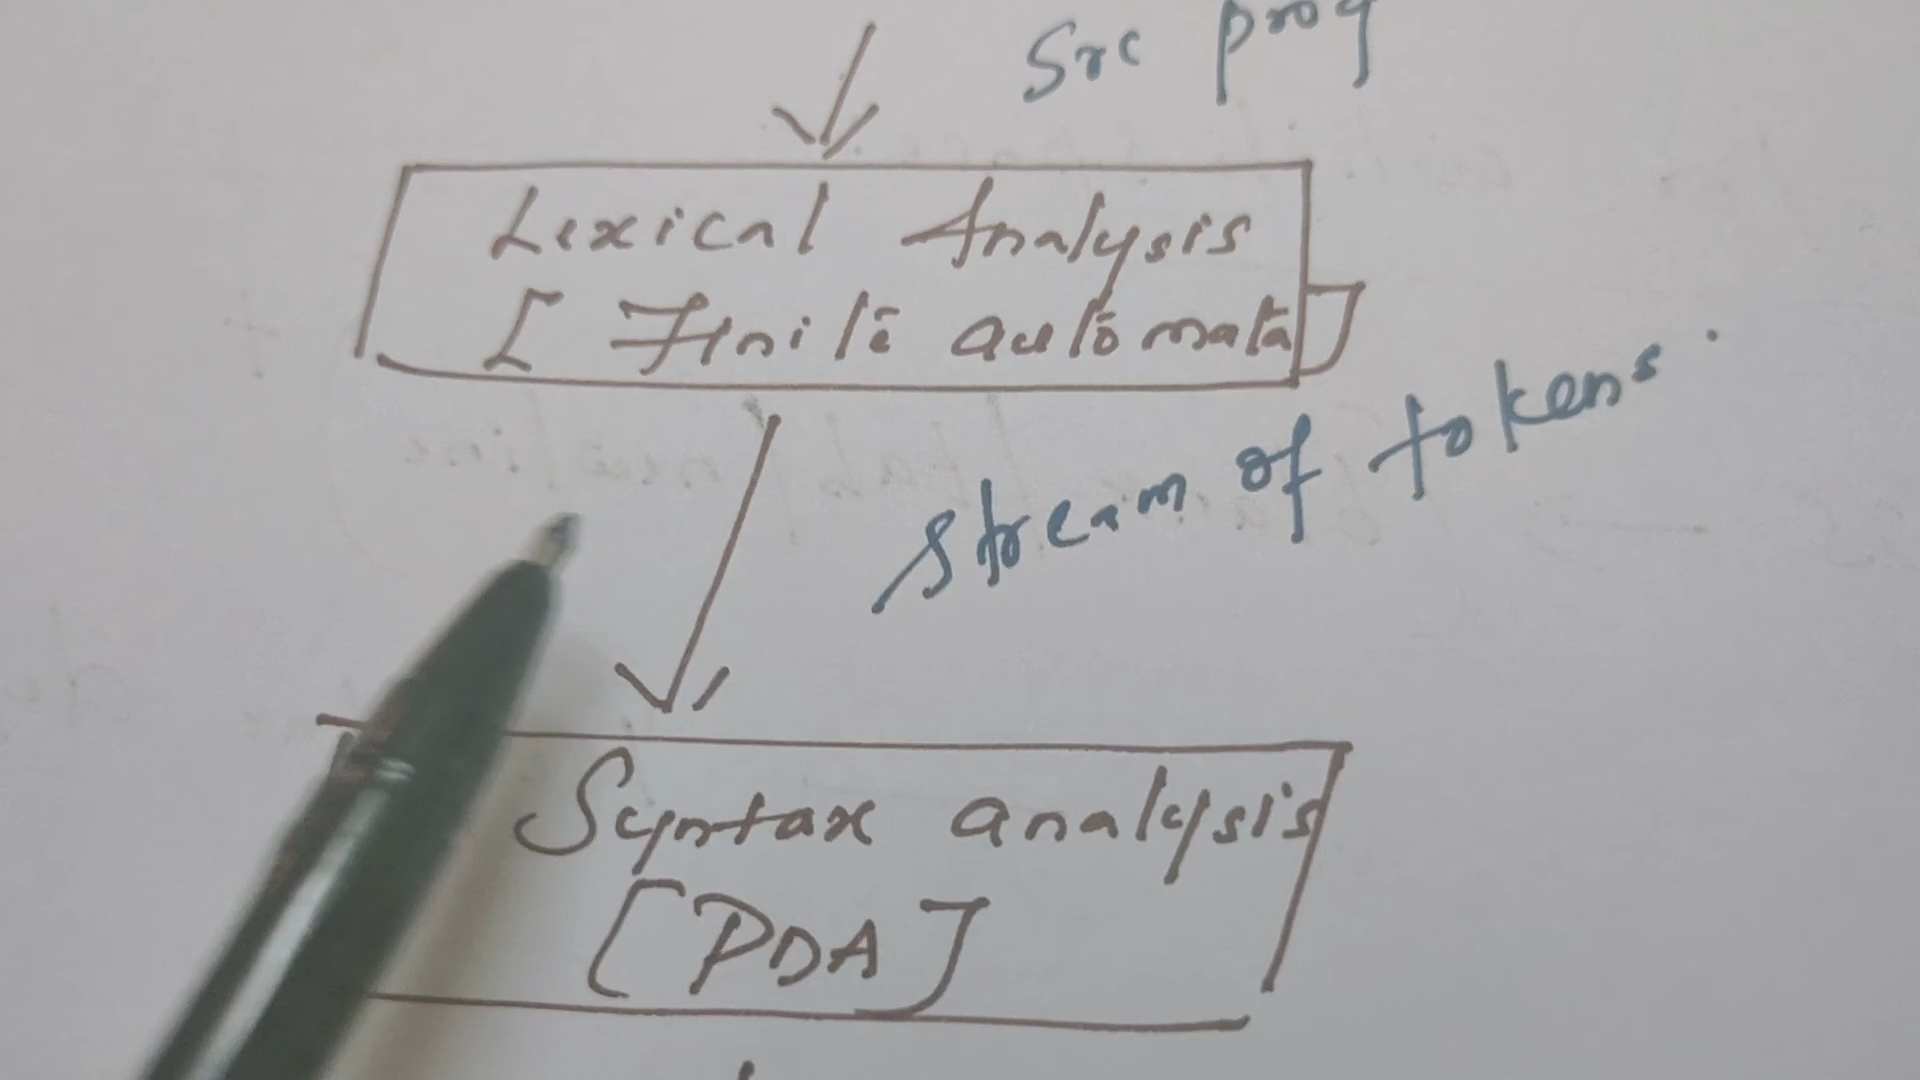 Src prog
Lexical Analysis
[ Finite automata ]
stream of tokens.
Syntax analysis
[PDA]